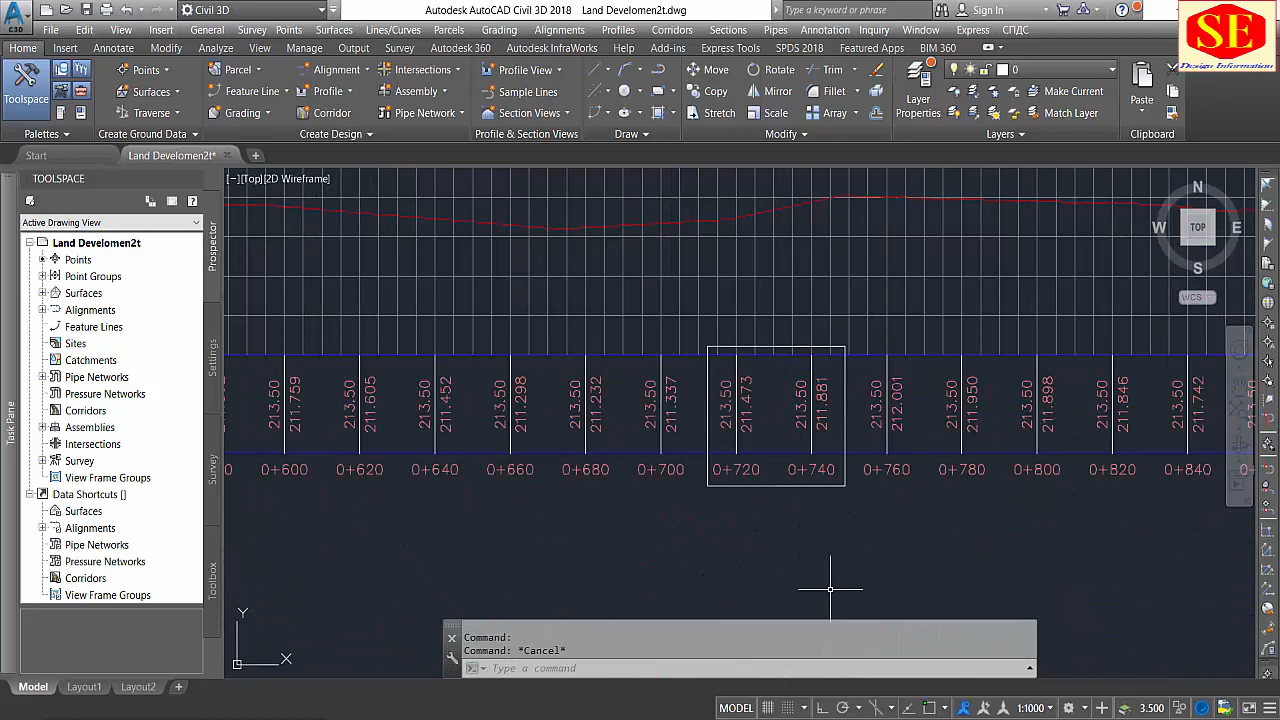 Civil 3D
Autodesk AutoCAD Civil 3D 2018 Land Developmen2t.dwg
Type a keyword or phrase
Sign In
SE
Design Information
C3D
File Edit View Insert General Survey Points Surfaces Lines/Curves Parcels Grading Alignments Profiles Corridors Sections Pipes Annotation Inquiry Window Express СПДС
Home Insert Annotate Modify Analyze View Manage Output Survey Autodesk 360 Autodesk InfraWorks Help Add-ins Express Tools SPDS 2018 Featured Apps BIM 360
Toolspace
Points
Surfaces
Traverse
Parcel
Feature Line
Grading
Alignment
Profile
Corridor
Intersections
Assembly
Pipe Network
Profile View
Sample Lines
Section Views
Move
Copy
Stretch
Rotate
Mirror
Scale
Trim
Fillet
Array
Layer
Properties
0
Make Current
Match Layer
Paste
Palettes
Create Ground Data
Create Design
Profile & Section Views
Draw
Modify
Layers
Clipboard
Start
Land Developmen2t*
TOOLSPACE
Active Drawing View
Land Developmen2t
Points
Point Groups
Surfaces
Alignments
Feature Lines
Sites
Catchments
Pipe Networks
Pressure Networks
Corridors
Assemblies
Intersections
Survey
View Frame Groups
Data Shortcuts []
Surfaces
Alignments
Pipe Networks
Pressure Networks
Corridors
View Frame Groups
Task Pane
Prospector
Settings
Survey
Toolbox
[−][Top][2D Wireframe]
N
W TOP E
S
WCS
213.50 211.759 213.50 211.605 213.50 211.452 213.50 211.298 213.50 211.232 213.50 211.337 213.50 211.473 213.50 211.881 213.50 212.001 213.50 211.950 213.50 211.898 213.50 211.846 213.50 211.742
0 0+600 0+620 0+640 0+660 0+680 0+700 0+720 0+740 0+760 0+780 0+800 0+820 0+840
Y
X
Command:
Command: *Cancel*
Type a command
Model Layout1 Layout2
MODEL 1:1000 3.500